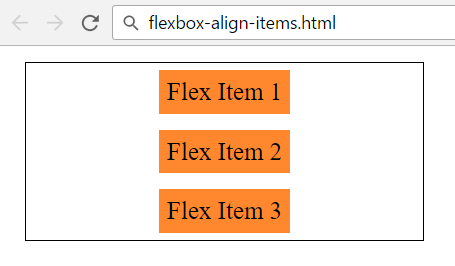 flexbox-align-items.html
Flex Item 1
Flex Item 2
Flex Item 3